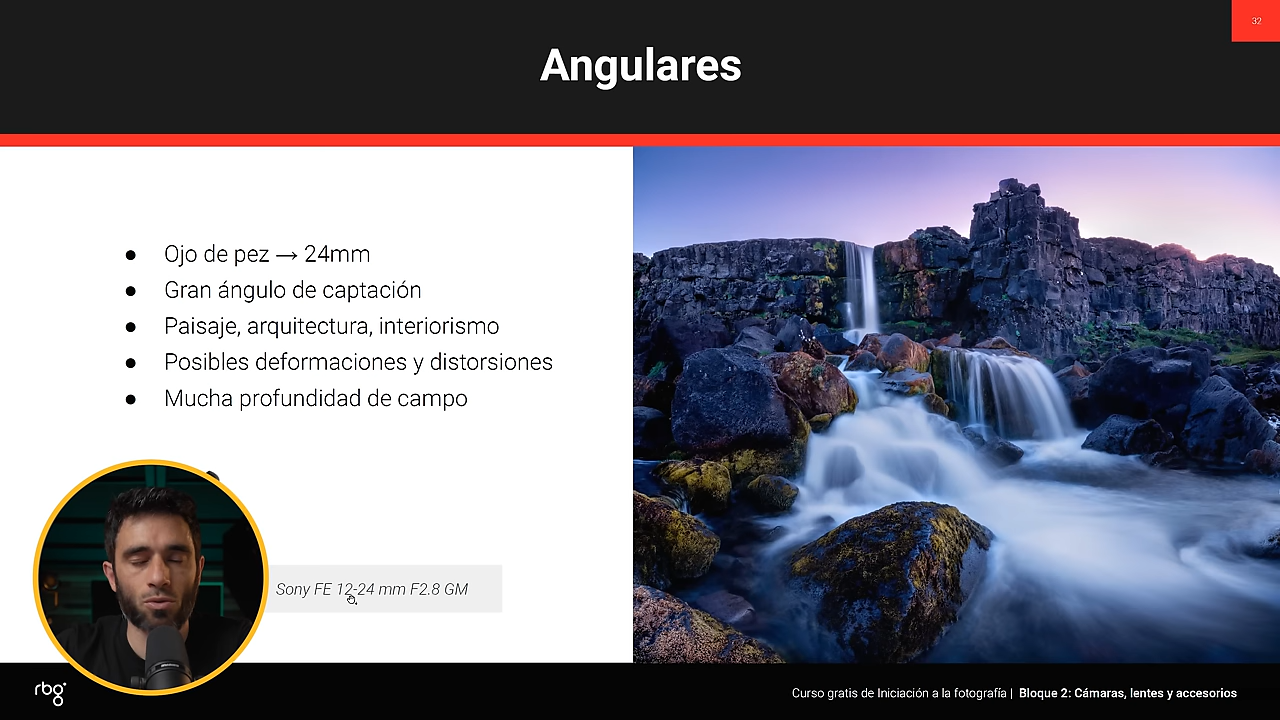 32
Angulares
● Ojo de pez → 24mm
● Gran ángulo de captación
● Paisaje, arquitectura, interiorismo
● Posibles deformaciones y distorsiones
● Mucha profundidad de campo
Sony FE 12-24 mm F2.8 GM
rbg
Curso gratis de Iniciación a la fotografía | Bloque 2: Cámaras, lentes y accesorios